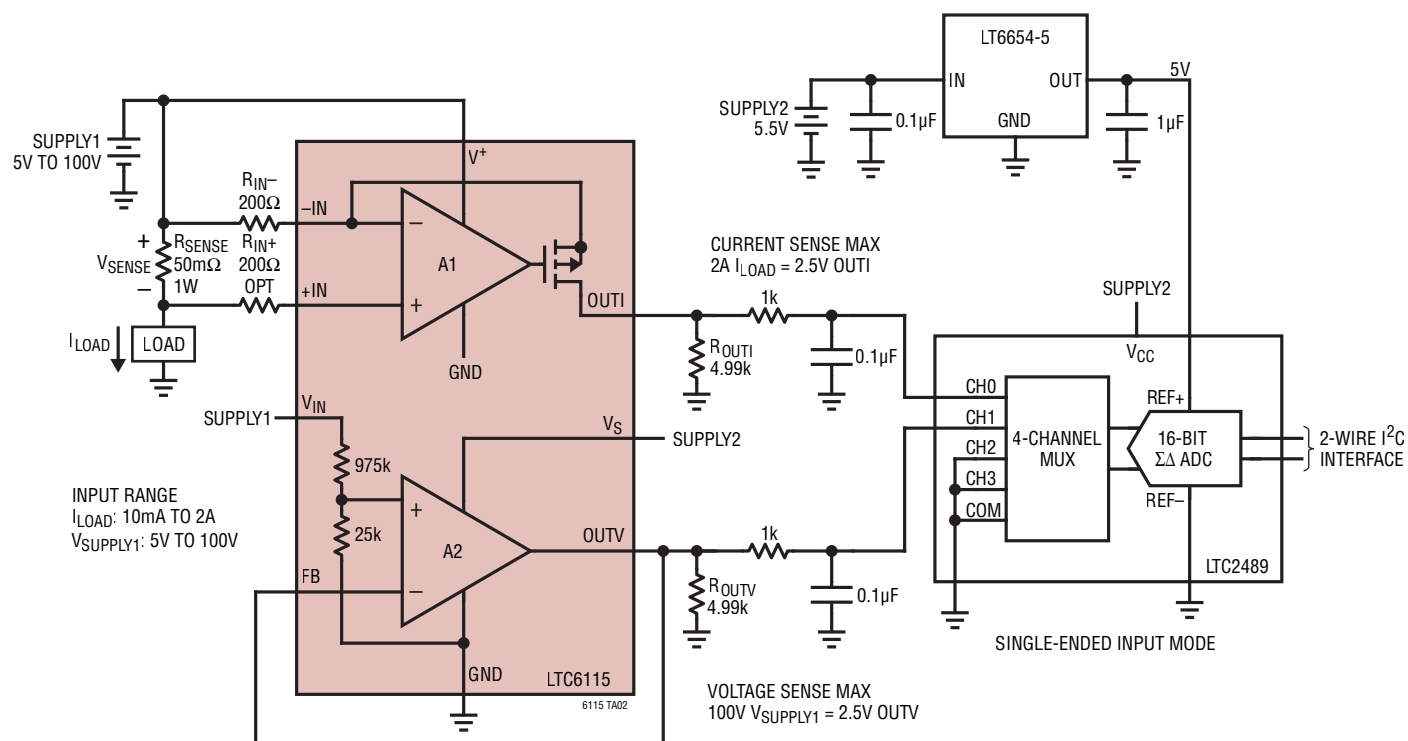 LT6654-5
IN
OUT
GND
5V
SUPPLY2
5.5V
0.1µF
1µF
SUPPLY1
5V TO 100V
V+
RIN–
200Ω
–IN
+
VSENSE
–
RSENSE
50mΩ
1W
RIN+
200Ω
OPT
+IN
–
A1
+
GND
OUTI
ILOAD
LOAD
CURRENT SENSE MAX
2A ILOAD = 2.5V OUTI
1k
ROUTI
4.99k
0.1µF
SUPPLY2
VCC
CH0
CH1
CH2
CH3
COM
4-CHANNEL
MUX
REF+
16-BIT
ΣΔ ADC
REF–
2-WIRE I2C
INTERFACE
LTC2489
SUPPLY1
VIN
VS
SUPPLY2
975k
25k
INPUT RANGE
ILOAD: 10mA TO 2A
VSUPPLY1: 5V TO 100V
+
A2
–
OUTV
FB
1k
ROUTV
4.99k
0.1µF
SINGLE-ENDED INPUT MODE
GND
LTC6115
6115 TA02
VOLTAGE SENSE MAX
100V VSUPPLY1 = 2.5V OUTV